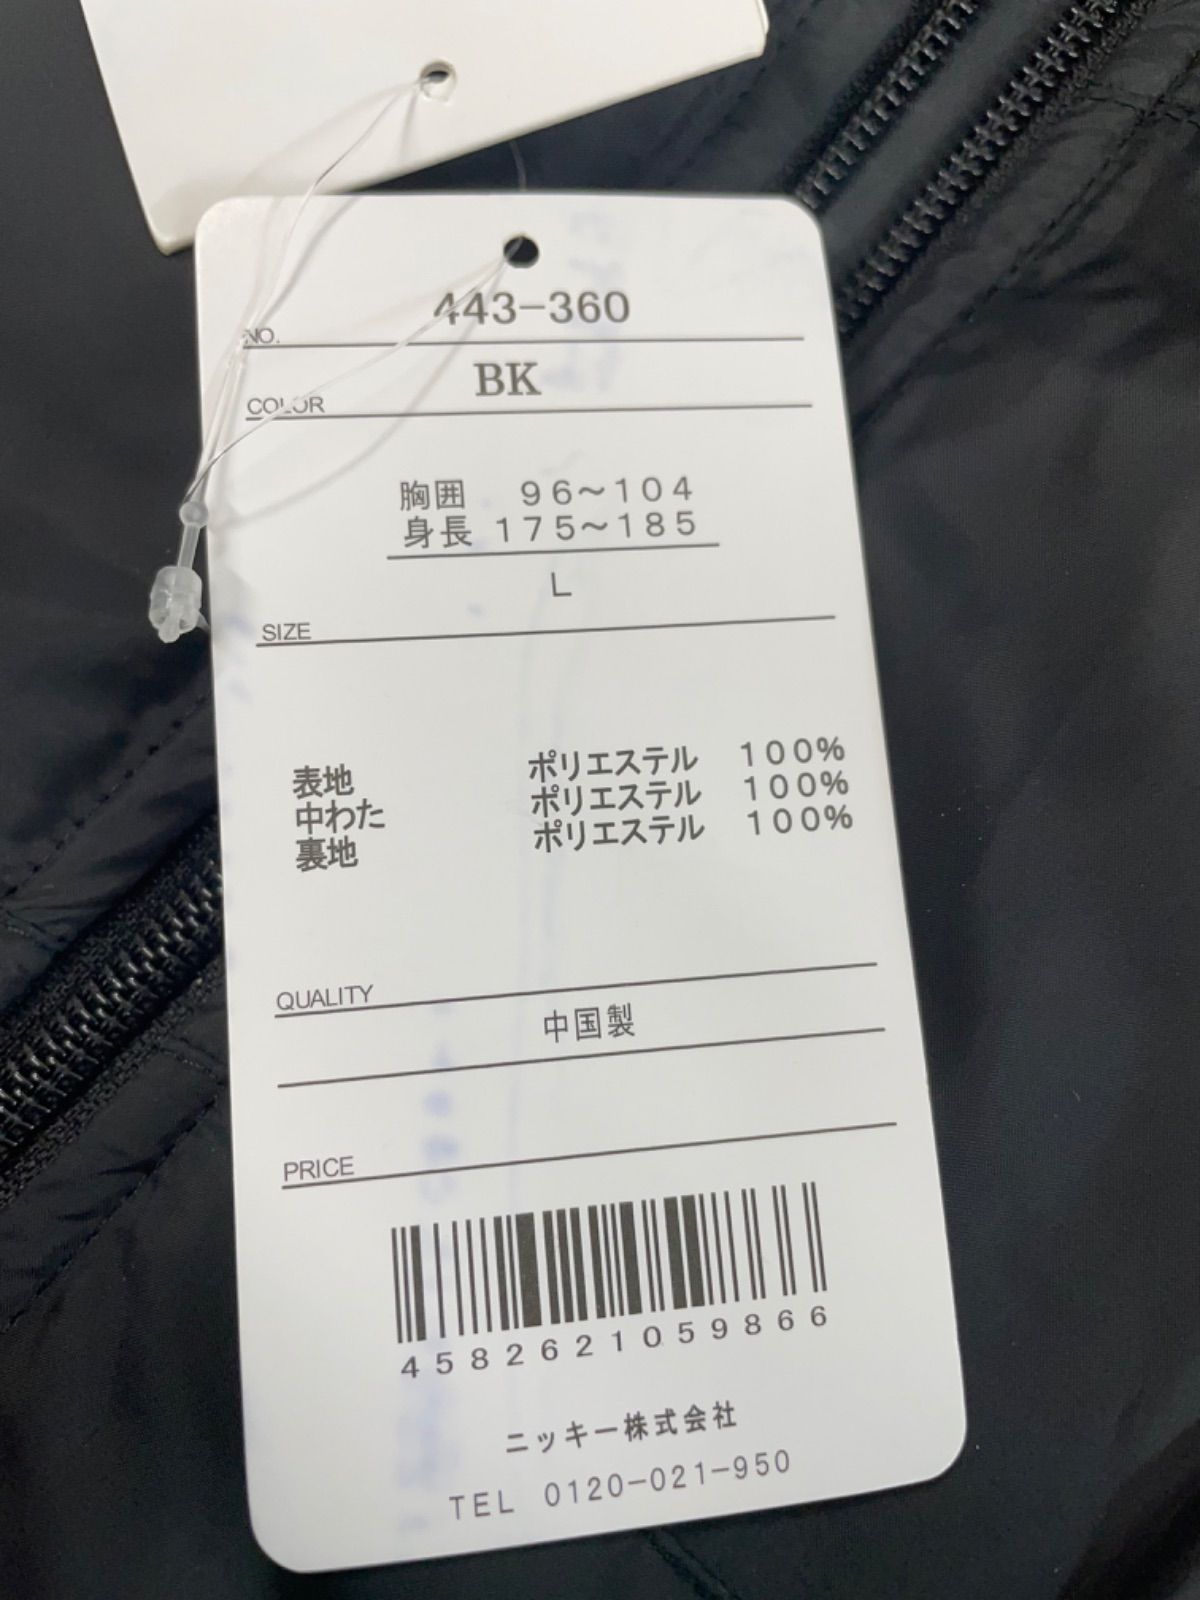 443-360
NO.
BK
COLOR
胸囲 96〜104
身長 175〜185
L
SIZE
表地 ポリエステル 100%
中わた ポリエステル 100%
裏地 ポリエステル 100%
QUALITY
中国製
PRICE
4582621059866
ニッキー株式会社
TEL 0120-021-950